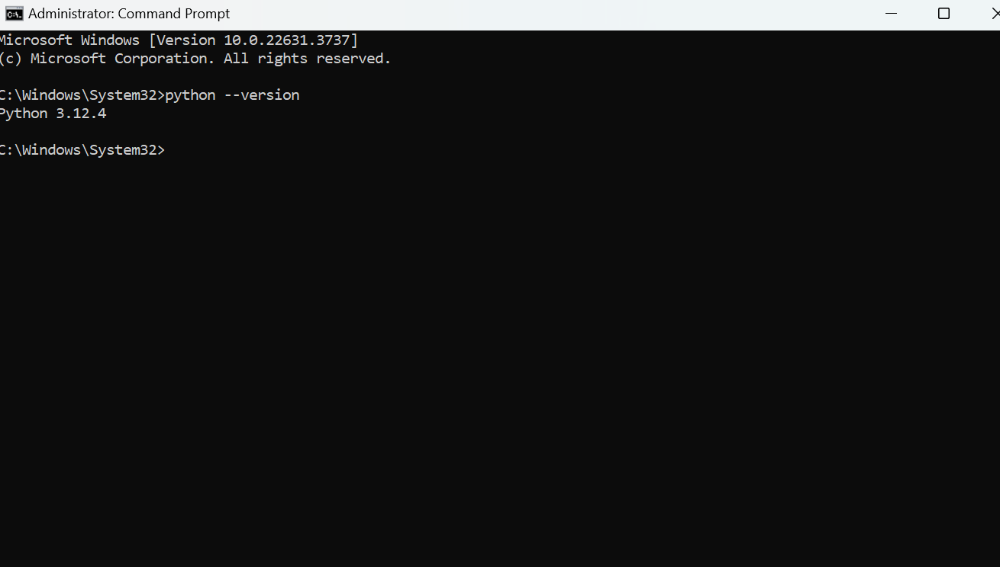 Administrator: Command Prompt
Microsoft Windows [Version 10.0.22631.3737]
(c) Microsoft Corporation. All rights reserved.
C:\Windows\System32>python --version
Python 3.12.4
C:\Windows\System32>